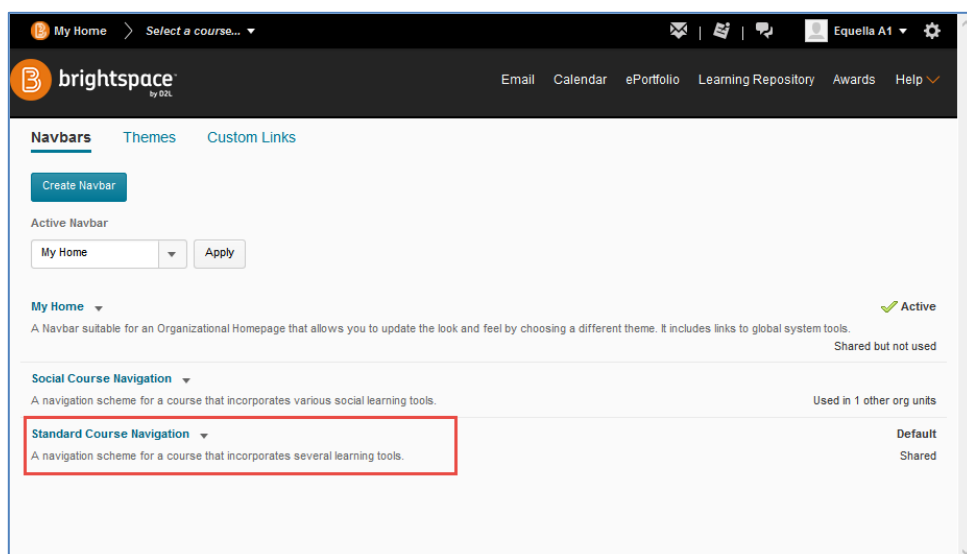 My Home Select a course...
Equella A1
brightspace
by D2L
Email Calendar ePortfolio Learning Repository Awards Help
Navbars Themes Custom Links
Create Navbar
Active Navbar
My Home Apply
My Home Active
A Navbar suitable for an Organizational Homepage that allows you to update the look and feel by choosing a different theme. It includes links to global system tools.
Shared but not used
Social Course Navigation
A navigation scheme for a course that incorporates various social learning tools. Used in 1 other org units
Standard Course Navigation Default
A navigation scheme for a course that incorporates several learning tools. Shared